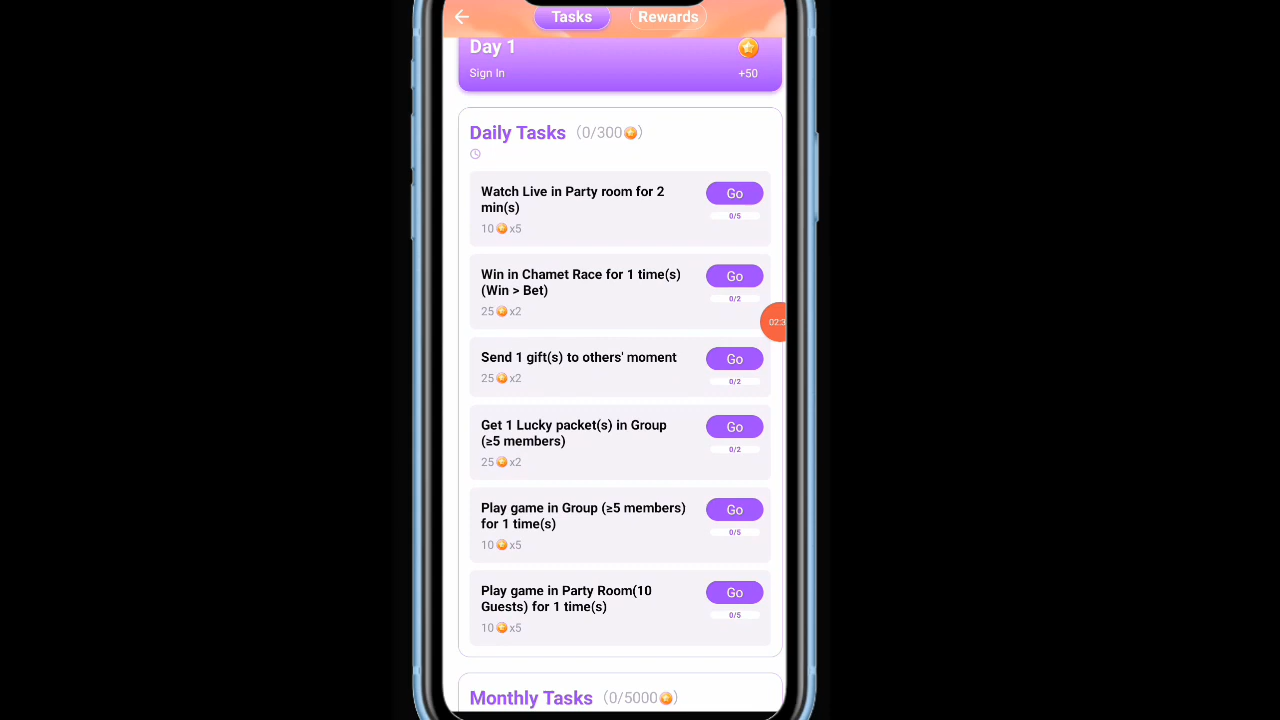 Tasks Rewards
Day 1
Sign In +50
Daily Tasks (0/300)
Watch Live in Party room for 2
min(s)
Go
0/5
10 x5
Win in Chamet Race for 1 time(s)
(Win > Bet)
Go
0/2
25 x2
02:3
Send 1 gift(s) to others' moment
Go
0/2
25 x2
Get 1 Lucky packet(s) in Group
(≥5 members)
Go
0/2
25 x2
Play game in Group (≥5 members)
for 1 time(s)
Go
0/5
10 x5
Play game in Party Room(10
Guests) for 1 time(s)
Go
0/5
10 x5
Monthly Tasks (0/5000)